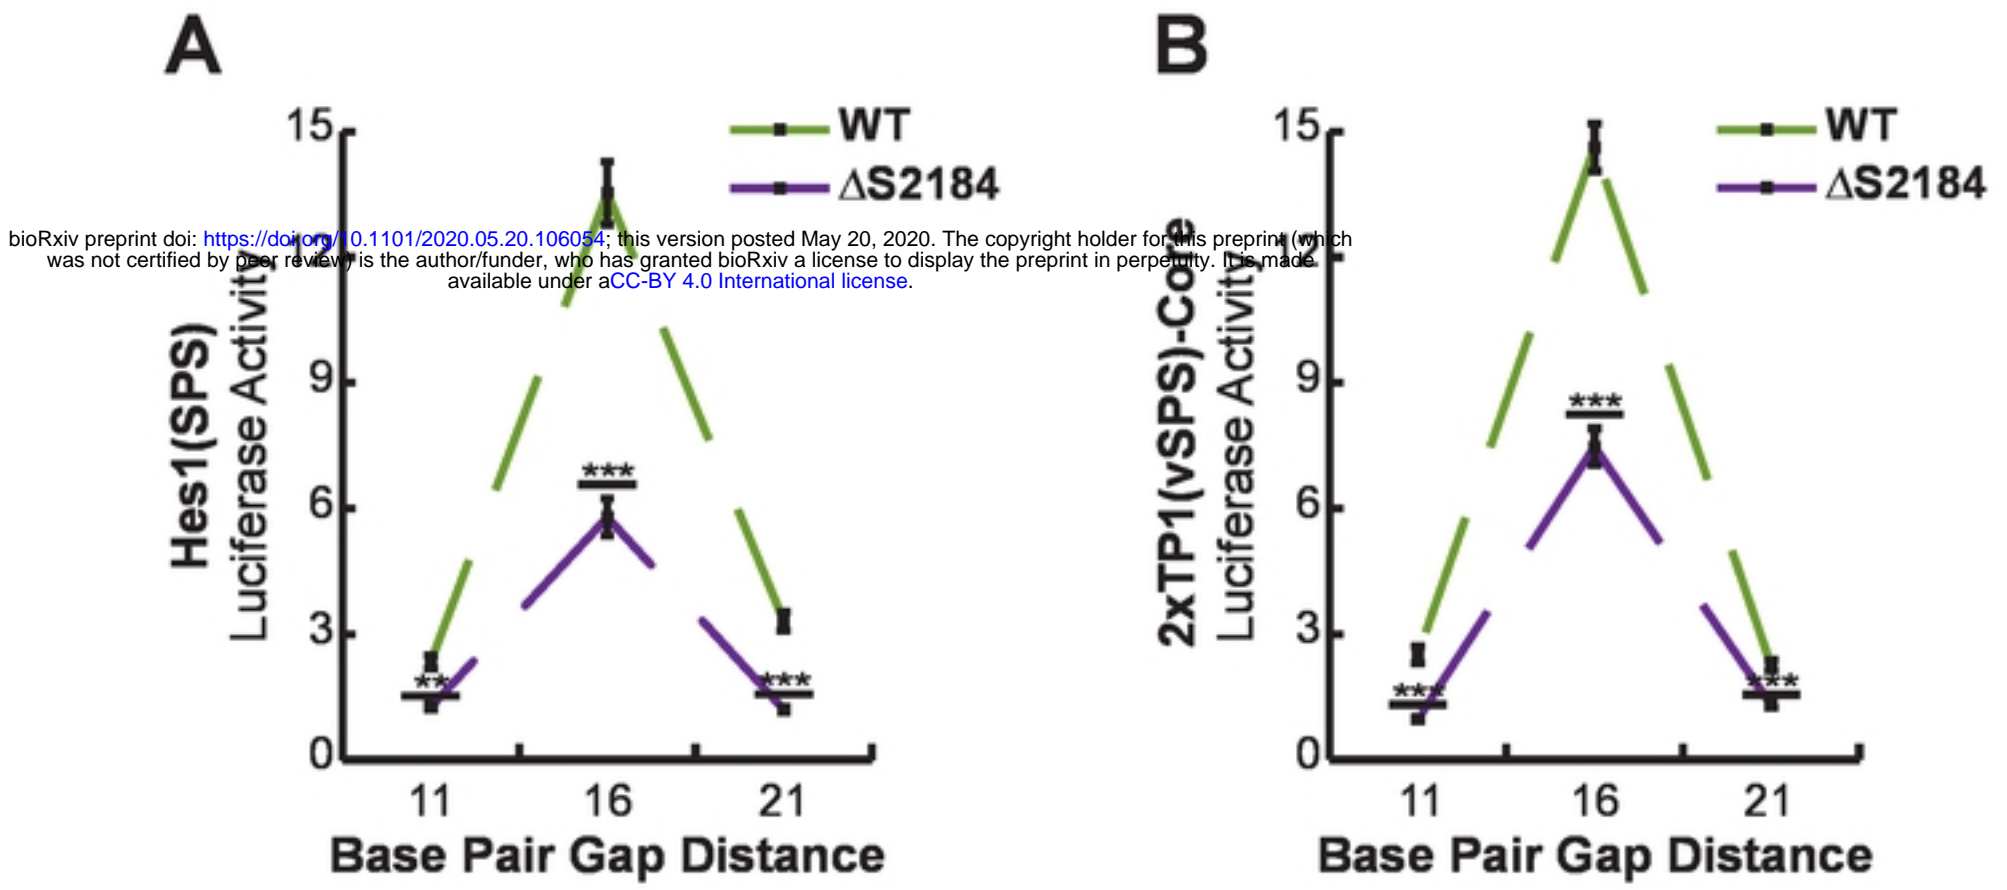 A
B
15
WT
ΔS2184
15
WT
ΔS2184
bioRxiv preprint doi: https://doi.org/10.1101/2020.05.20.106054; this version posted May 20, 2020. The copyright holder for this preprint (which
was not certified by peer review) is the author/funder, who has granted bioRxiv a license to display the preprint in perpetuity. It is made
available under aCC-BY 4.0 International license.
12
12
Hes1(SPS)
Luciferase Activity
2xTP1(vSPS)-Core
Luciferase Activity
9
9
***
***
6
6
3
3
**
***
***
***
0
0
11 16 21
11 16 21
Base Pair Gap Distance
Base Pair Gap Distance